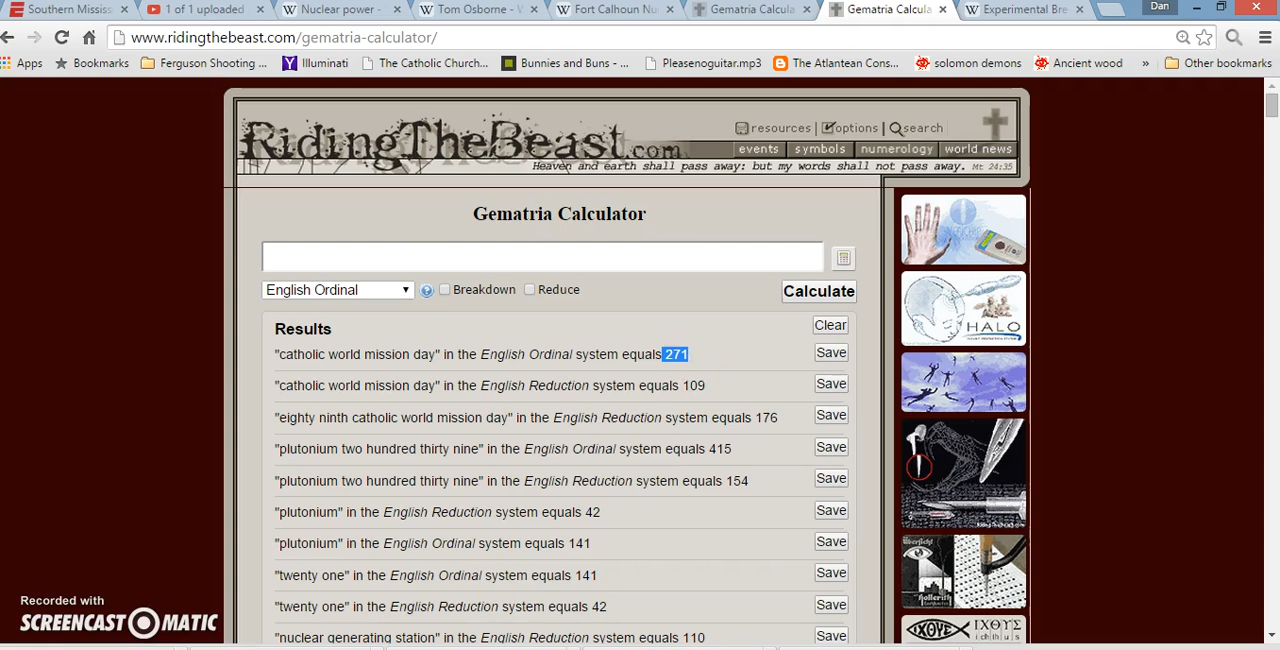 Southern Mississi
1 of 1 uploaded
Nuclear power -
Tom Osborne - W
Fort Calhoun Nu
Gematria Calcula
Gematria Calcula
Experimental Bre
Dan
www.ridingthebeast.com/gematria-calculator/
Apps
Bookmarks
Ferguson Shooting ...
Illuminati
The Catholic Church...
Bunnies and Buns - ...
Pleasenoguitar.mp3
The Atlantean Cons...
solomon demons
Ancient wood
»
Other bookmarks
RidingTheBeast.com
resources | options | search
events | symbols | numerology | world news
Heaven and earth shall pass away: but my words shall not pass away. Mt 24:35
Gematria Calculator
English Ordinal
Breakdown
Reduce
Calculate
Results
Clear
"catholic world mission day" in the English Ordinal system equals 271
Save
"catholic world mission day" in the English Reduction system equals 109
Save
"eighty ninth catholic world mission day" in the English Reduction system equals 176
Save
"plutonium two hundred thirty nine" in the English Ordinal system equals 415
Save
"plutonium two hundred thirty nine" in the English Reduction system equals 154
Save
"plutonium" in the English Reduction system equals 42
Save
"plutonium" in the English Ordinal system equals 141
Save
"twenty one" in the English Ordinal system equals 141
Save
"twenty one" in the English Reduction system equals 42
Save
"nuclear generating station" in the English Reduction system equals 110
Save
HALO
ΙΧΘΥΣ
Recorded with
SCREENCAST-O-MATIC